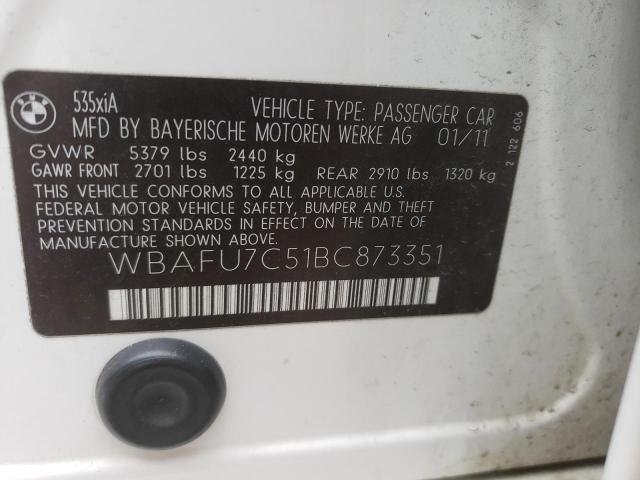 535xiA
VEHICLE TYPE: PASSENGER CAR
MFD BY BAYERISCHE MOTOREN WERKE AG 01/11
GVWR 5379 lbs 2440 kg
GAWR FRONT 2701 lbs 1225 kg REAR 2910 lbs 1320 kg
THIS VEHICLE CONFORMS TO ALL APPLICABLE U.S.
FEDERAL MOTOR VEHICLE SAFETY, BUMPER AND THEFT
PREVENTION STANDARDS IN EFFECT ON THE DATE OF
MANUFACTURE SHOWN ABOVE.
WBAFU7C51BC873351
2 122 606
BMW